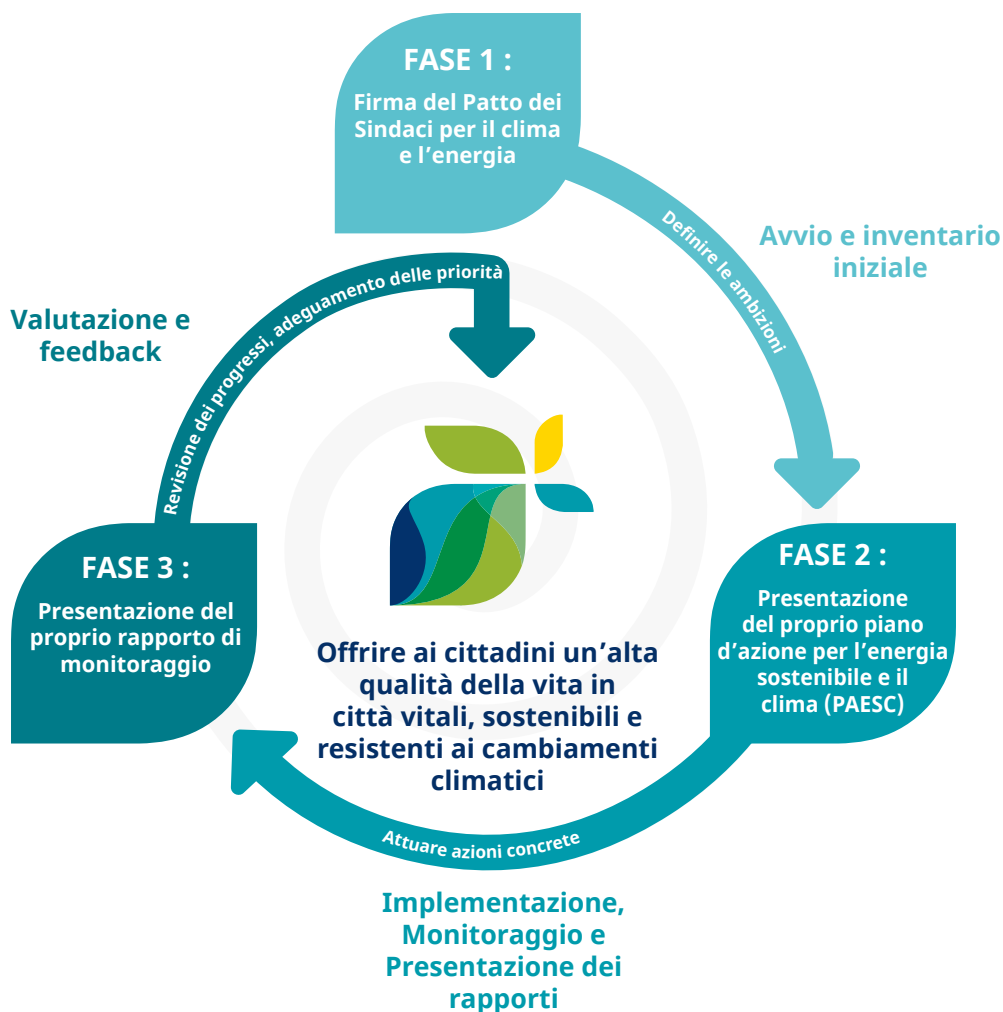 FASE 1 :
Firma del Patto dei
Sindaci per il clima
e l’energia
Definire le ambizioni
Avvio e inventario
iniziale
FASE 2 :
Presentazione
del proprio piano
d’azione per l’energia
sostenibile e il
clima (PAESC)
Attuare azioni concrete
Implementazione,
Monitoraggio e
Presentazione dei
rapporti
FASE 3 :
Presentazione del
proprio rapporto di
monitoraggio
Revisione dei progressi, adeguamento delle priorità
Valutazione e
feedback
Offrire ai cittadini un’alta
qualità della vita in
città vitali, sostenibili e
resistenti ai cambiamenti
climatici